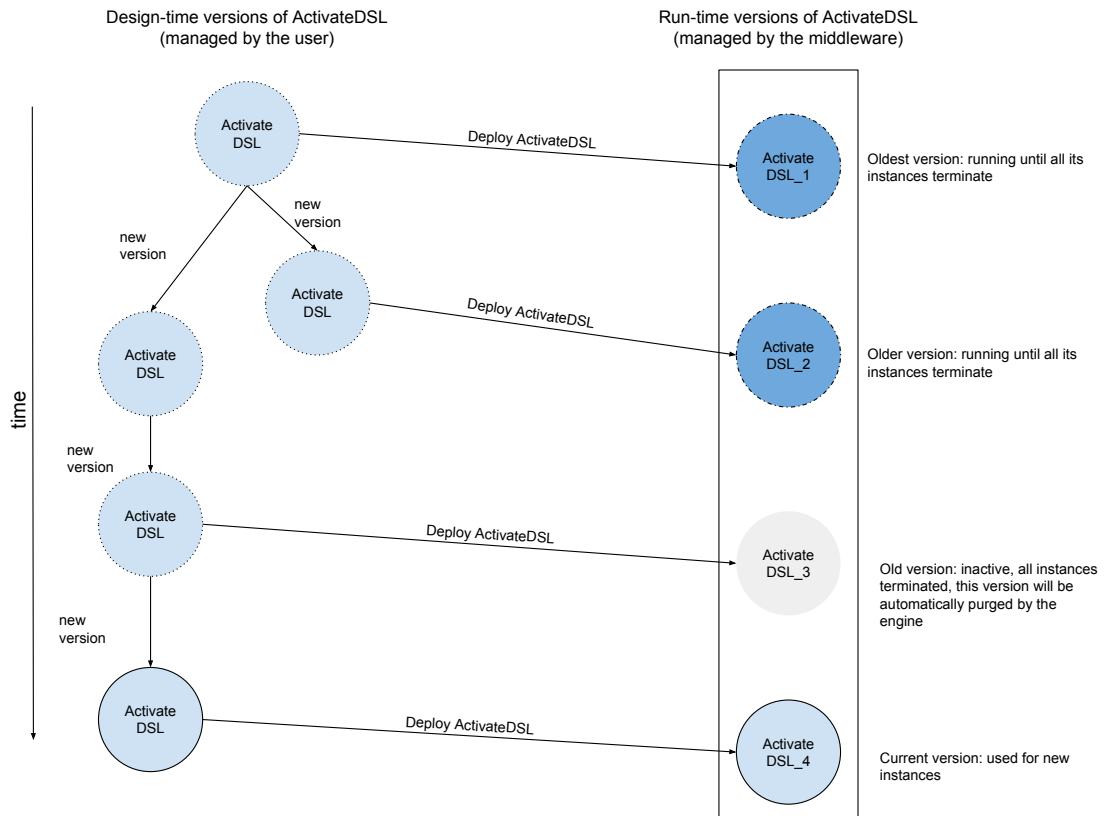 Design-time versions of ActivateDSL
(managed by the user)
Run-time versions of ActivateDSL
(managed by the middleware)
time
Activate
DSL
Deploy ActivateDSL
Activate
DSL_1
Oldest version: running until all its
instances terminate
new
version
new
version
Activate
DSL
Deploy ActivateDSL
Activate
DSL_2
Older version: running until all its
instances terminate
Activate
DSL
new
version
Activate
DSL
Deploy ActivateDSL
Activate
DSL_3
Old version: inactive, all instances
terminated, this version will be
automatically purged by the
engine
new
version
Activate
DSL
Deploy ActivateDSL
Activate
DSL_4
Current version: used for new
instances